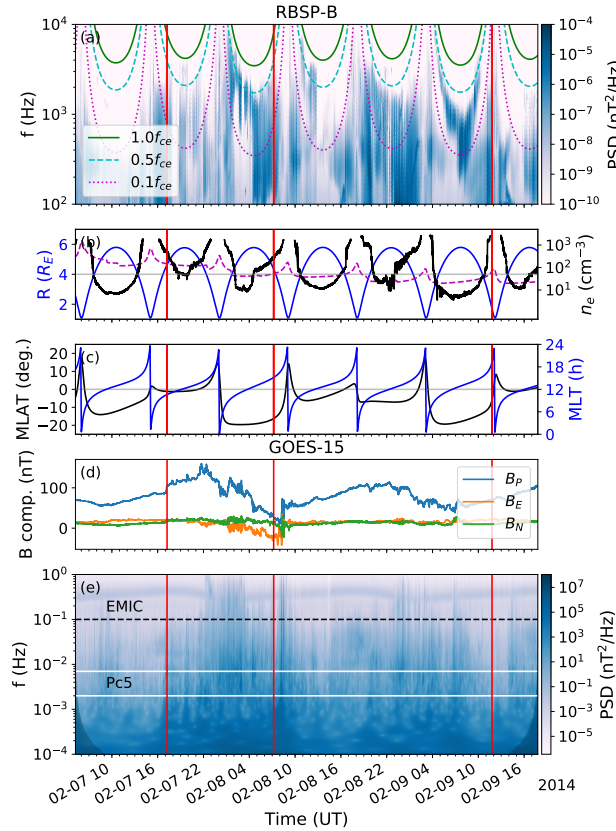 RBSP-B
(a)
10^4
10^3
10^2
f (Hz)
1.0f_ce
0.5f_ce
0.1f_ce
10^−4
10^−5
10^−6
10^−7
10^−8
10^−9
10^−10
PSD (nT²/Hz)
(b)
6
4
2
R (R_E)
10^3
10^2
10^1
n_e (cm^−3)
(c)
20
10
0
−10
−20
MLAT (deg.)
24
18
12
6
0
MLT (h)
GOES-15
(d)
100
0
B comp. (nT)
B_P
B_E
B_N
(e)
10^0
10^−1
10^−2
10^−3
10^−4
f (Hz)
EMIC
Pc5
10^7
10^5
10^3
10^1
10^−1
10^−3
10^−5
PSD (nT²/Hz)
02-07 10
02-07 16
02-07 22
02-08 04
02-08 10
02-08 16
02-08 22
02-09 04
02-09 10
02-09 16
2014
Time (UT)